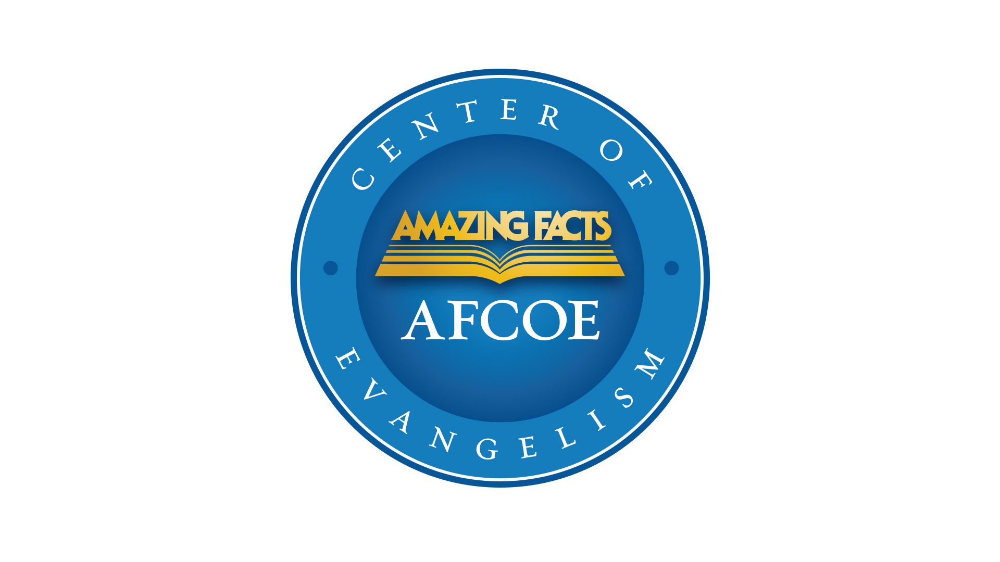 CENTER OF
AMAZING FACTS
AFCOE
EVANGELISM